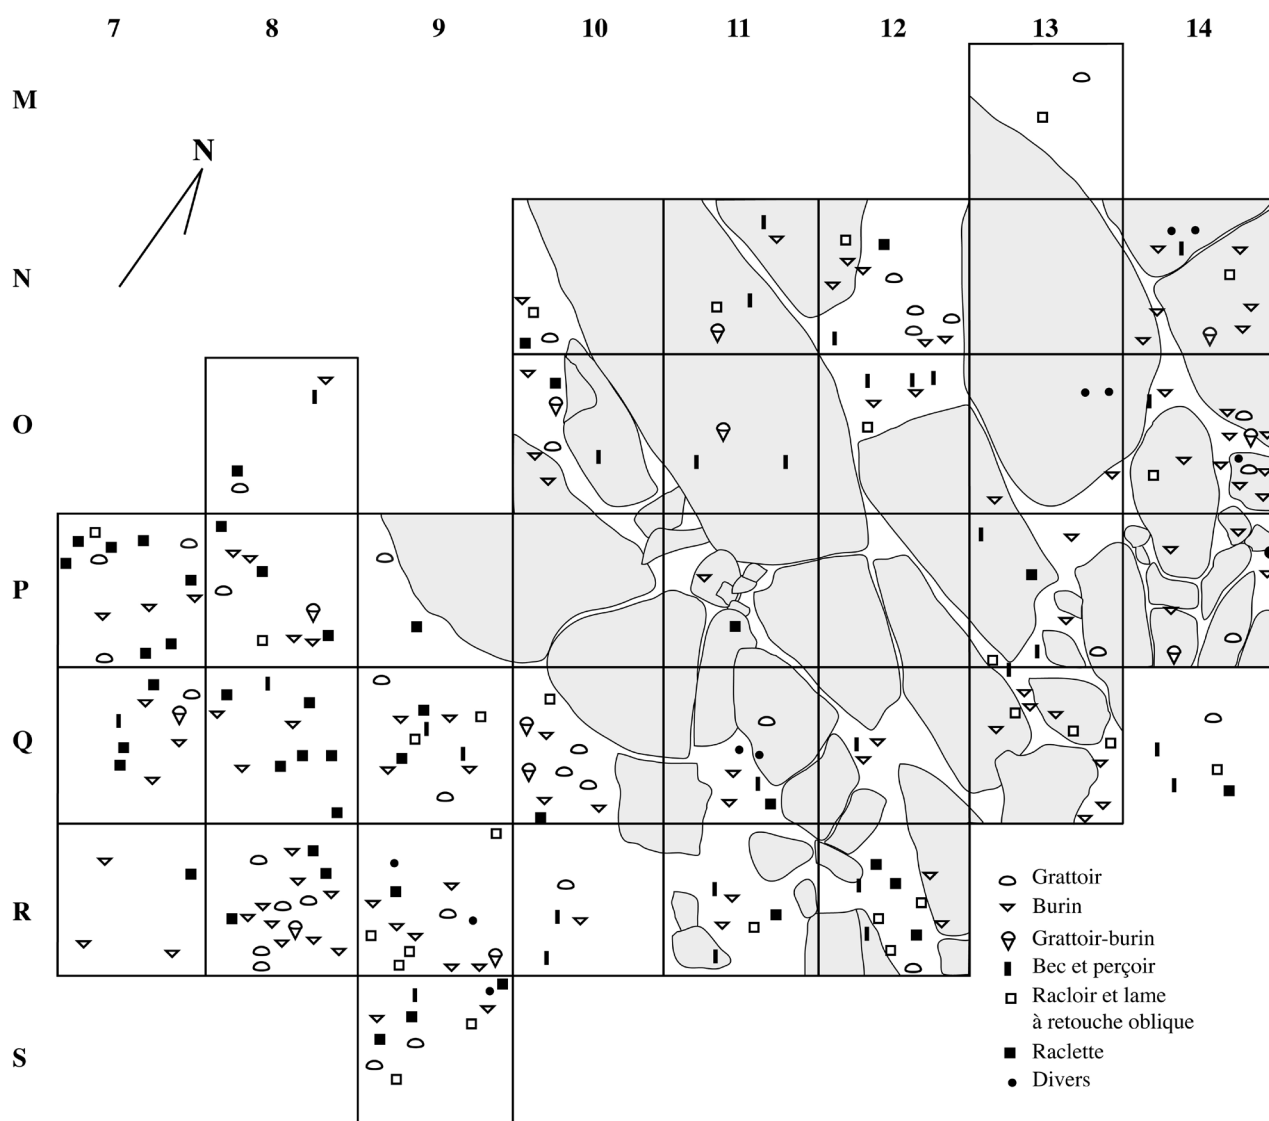 7 8 9 10 11 12 13 14
M
N
N
O
P
Q
R
S
Grattoir
Burin
Grattoir-burin
Bec et perçoir
Racloir et lame
à retouche oblique
Raclette
Divers